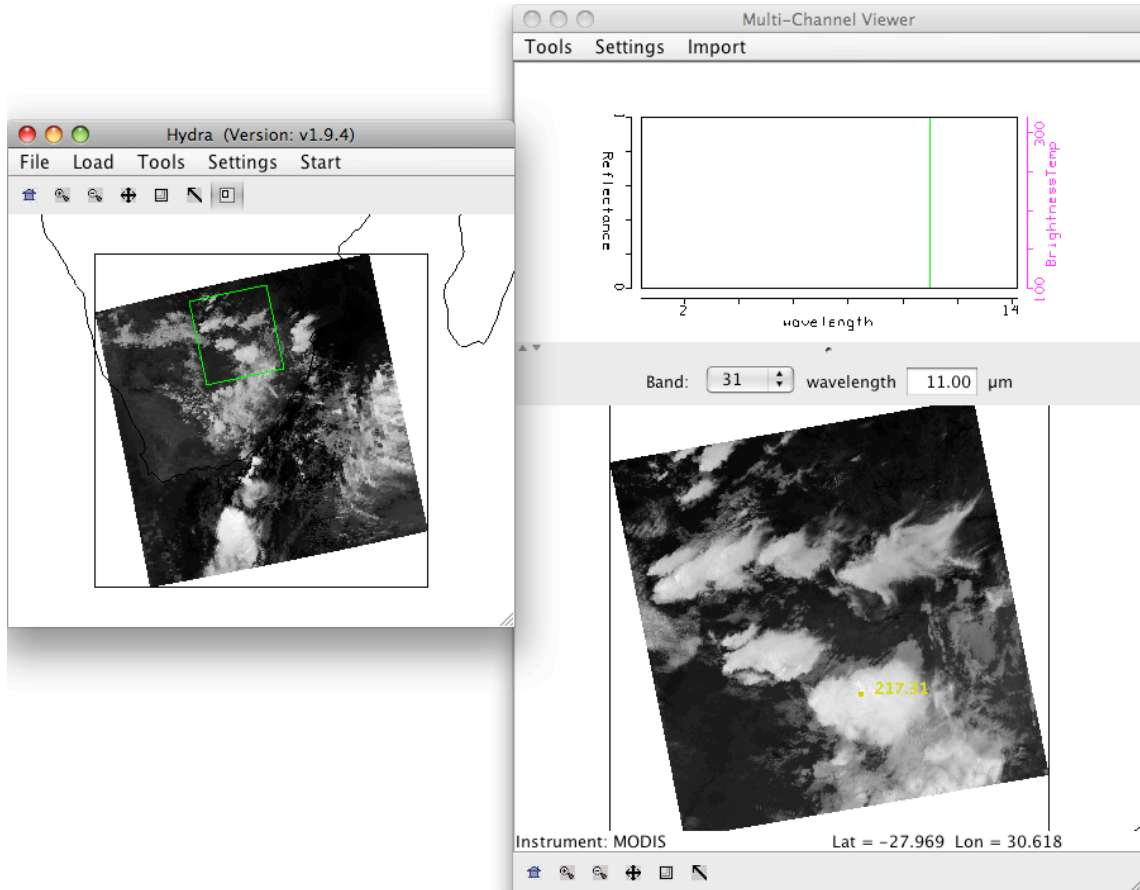 Multi-Channel Viewer
Tools Settings Import
1
Reflectance
0
300
BrightnessTemp
100
2
14
wavelength
Band: 31 wavelength 11.00 µm
217.31
Instrument: MODIS Lat = -27.969 Lon = 30.618
Hydra (Version: v1.9.4)
File Load Tools Settings Start